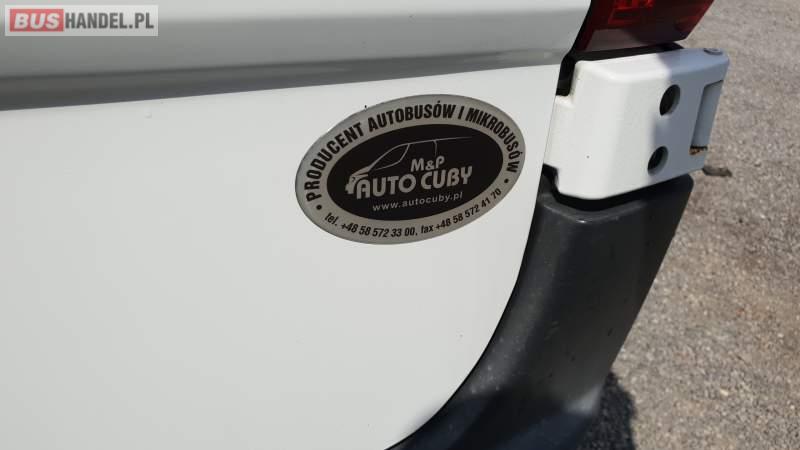 BUSHANDEL.PL
• PRODUCENT AUTOBUSÓW I MIKROBUSÓW •
M&P
AUTO CUBY
www.autocuby.pl
tel. +48 58 572 33 00, fax +48 58 572 41 70